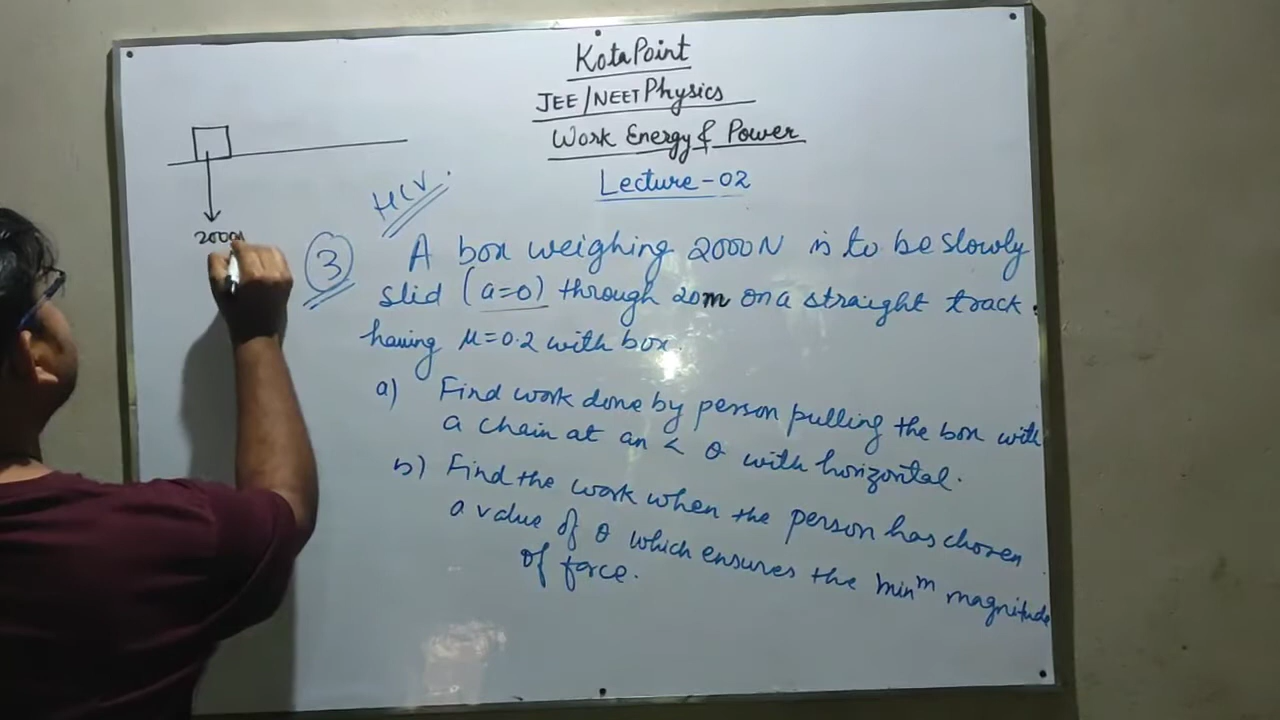 KotaPoint
JEE/NEET Physics
Work Energy & Power
Lecture-02
HCV.
2000N
3 A box weighing 2000N is to be slowly
slid (a=0) through 20m on a straight track.
having μ=0.2 with box.
a) Find work done by person pulling the box with
a chain at an < θ with horizontal.
b) Find the work when the person has chosen
a value of θ which ensures the minᵐ magnitude
of force.